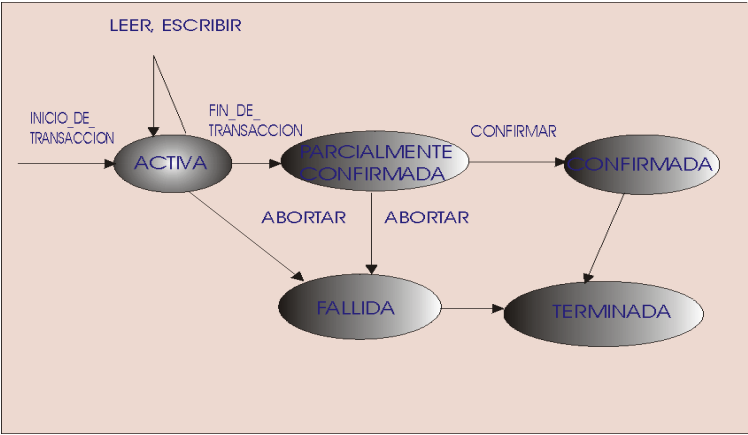 LEER, ESCRIBIR
INICIO_DE_
TRANSACCION
FIN_DE_
TRANSACCION
CONFIRMAR
ACTIVA
PARCIALMENTE
CONFIRMADA
CONFIRMADA
ABORTAR
ABORTAR
FALLIDA
TERMINADA